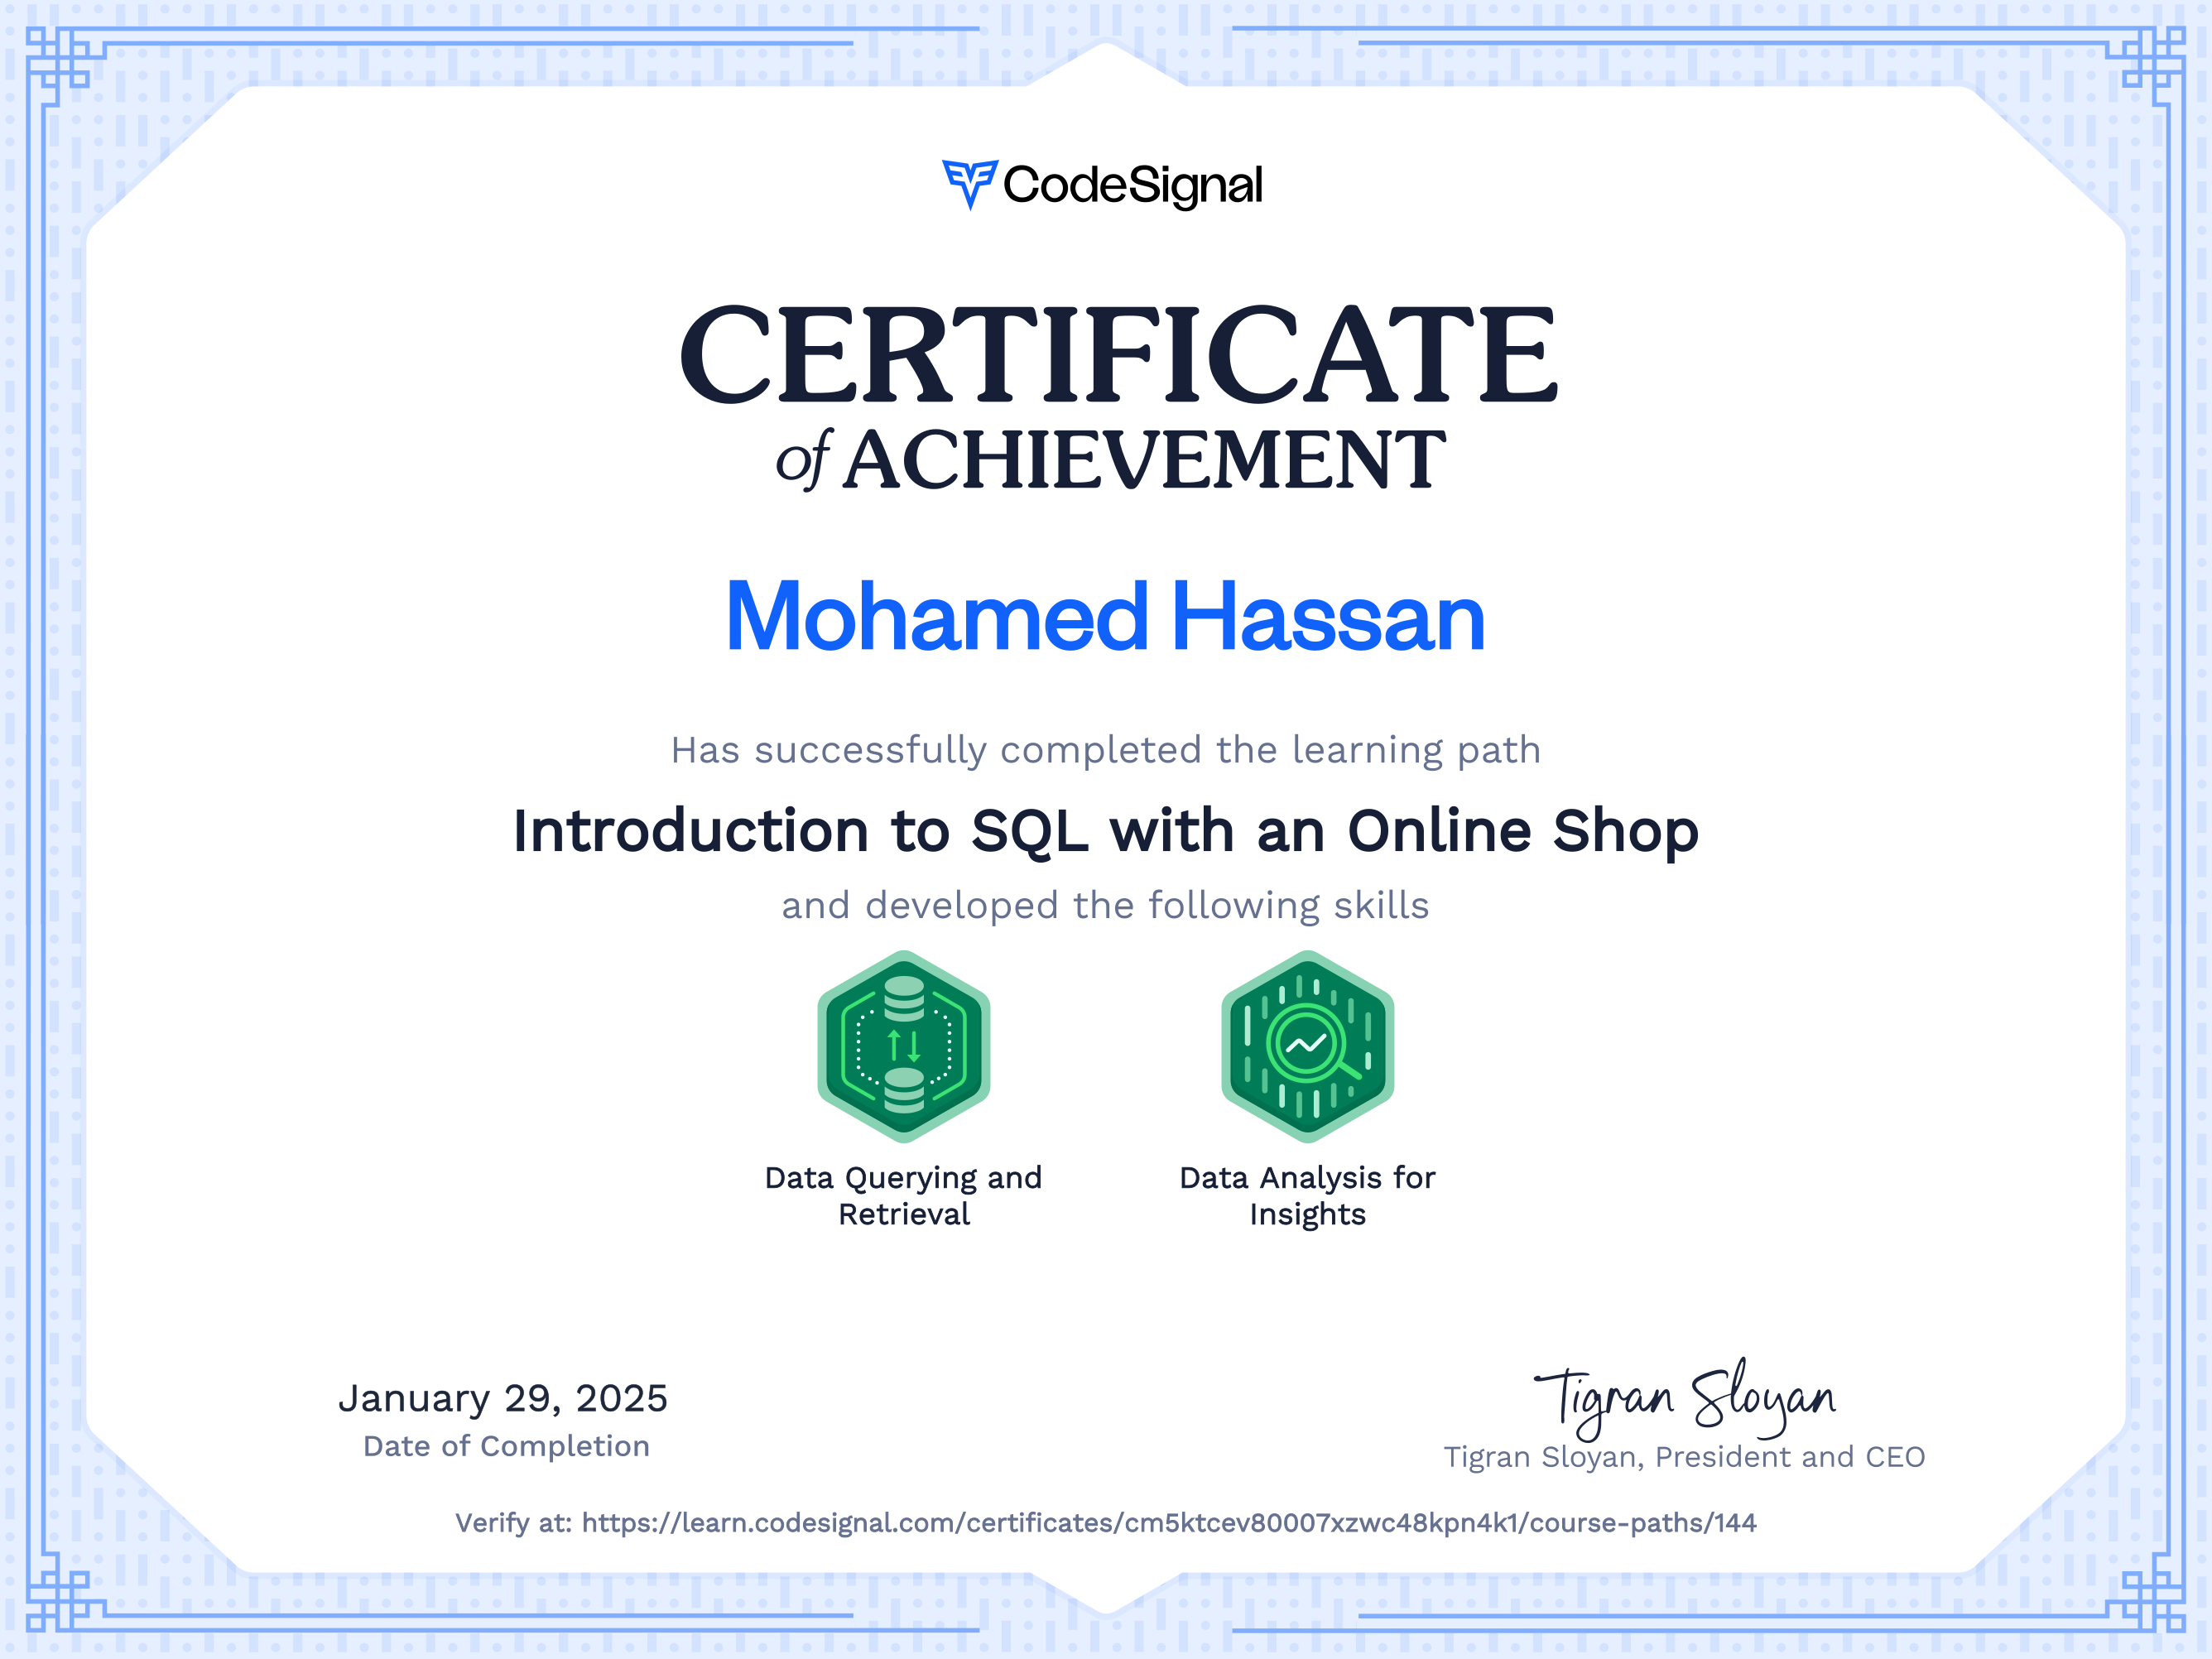 CodeSignal
CERTIFICATE
of ACHIEVEMENT
Mohamed Hassan
Has successfully completed the learning path
Introduction to SQL with an Online Shop
and developed the following skills
Data Querying and
Retrieval
Data Analysis for
Insights
January 29, 2025
Date of Completion
Tigran Sloyan
Tigran Sloyan, President and CEO
Verify at: https://learn.codesignal.com/certificates/cm5ktcev80007xzwc48kpn4k1/course-paths/144